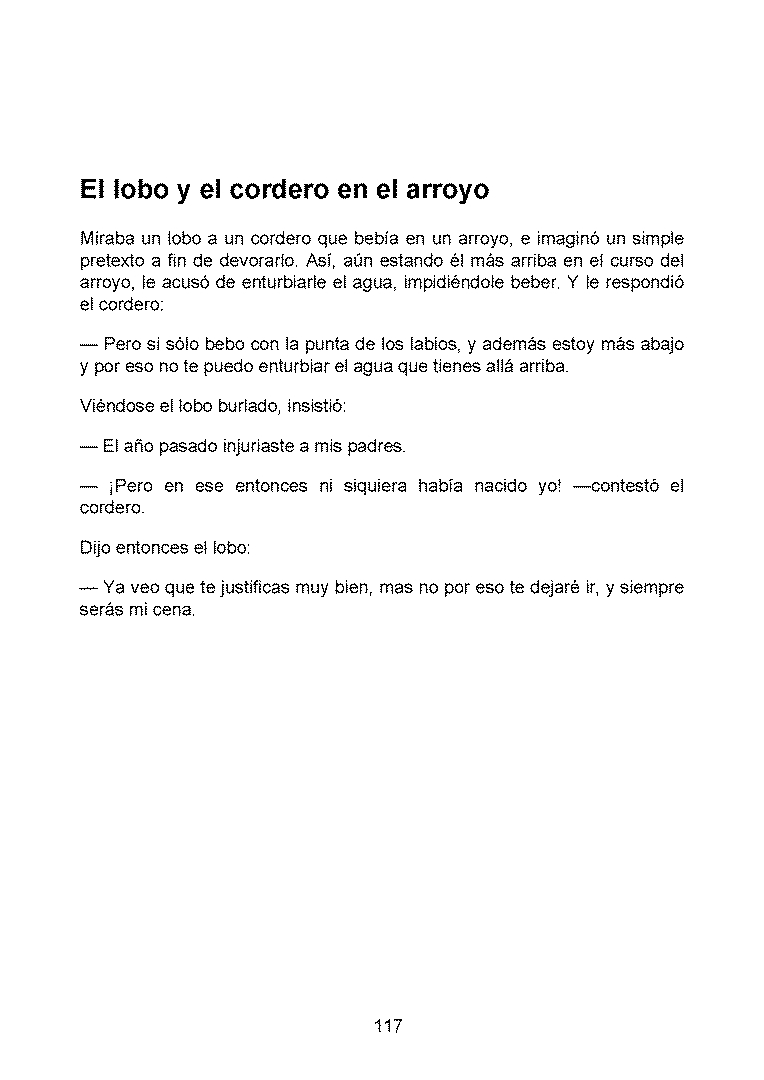 El lobo y el cordero en el arroyo
Miraba un lobo a un cordero que bebía en un arroyo, e imaginó un simple
pretexto a fin de devorarlo. Así, aún estando él más arriba en el curso del
arroyo, le acusó de enturbiarle el agua, impidiéndole beber. Y le respondió
el cordero:
— Pero si sólo bebo con la punta de los labios, y además estoy más abajo
y por eso no te puedo enturbiar el agua que tienes allá arriba.
Viéndose el lobo burlado, insistió:
— El año pasado injuriaste a mis padres.
— ¡Pero en ese entonces ni siquiera había nacido yo! —contestó el
cordero.
Dijo entonces el lobo:
— Ya veo que te justificas muy bien, mas no por eso te dejaré ir, y siempre
serás mi cena.
117